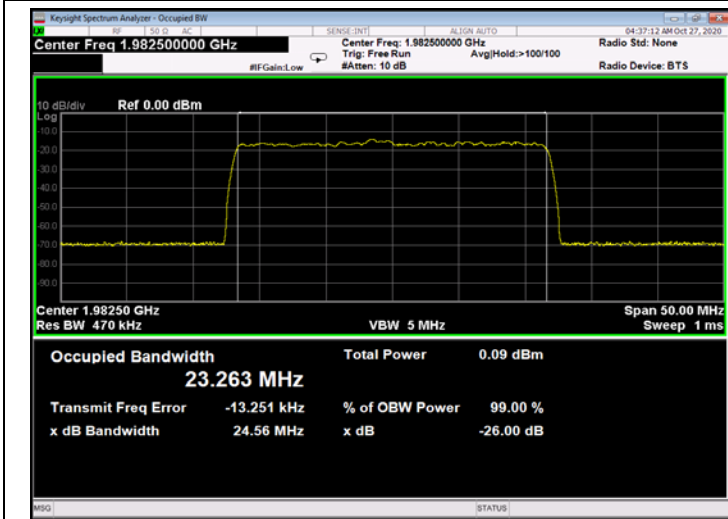 Keysight Spectrum Analyzer - Occupied BW
RF 50 Ω AC SENSE:INT ALIGN AUTO 04:37:12 AM Oct 27, 2020
Center Freq 1.982500000 GHz Center Freq: 1.982500000 GHz Radio Std: None
Trig: Free Run Avg|Hold:>100/100
#IFGain:Low #Atten: 10 dB Radio Device: BTS
10 dB/div Ref 0.00 dBm
Log
-10.0
-20.0
-30.0
-40.0
-50.0
-60.0
-70.0
-80.0
-90.0
Center 1.98250 GHz Span 50.00 MHz
Res BW 470 kHz VBW 5 MHz Sweep 1 ms
Occupied Bandwidth Total Power 0.09 dBm
23.263 MHz
Transmit Freq Error -13.251 kHz % of OBW Power 99.00 %
x dB Bandwidth 24.56 MHz x dB -26.00 dB
MSG STATUS